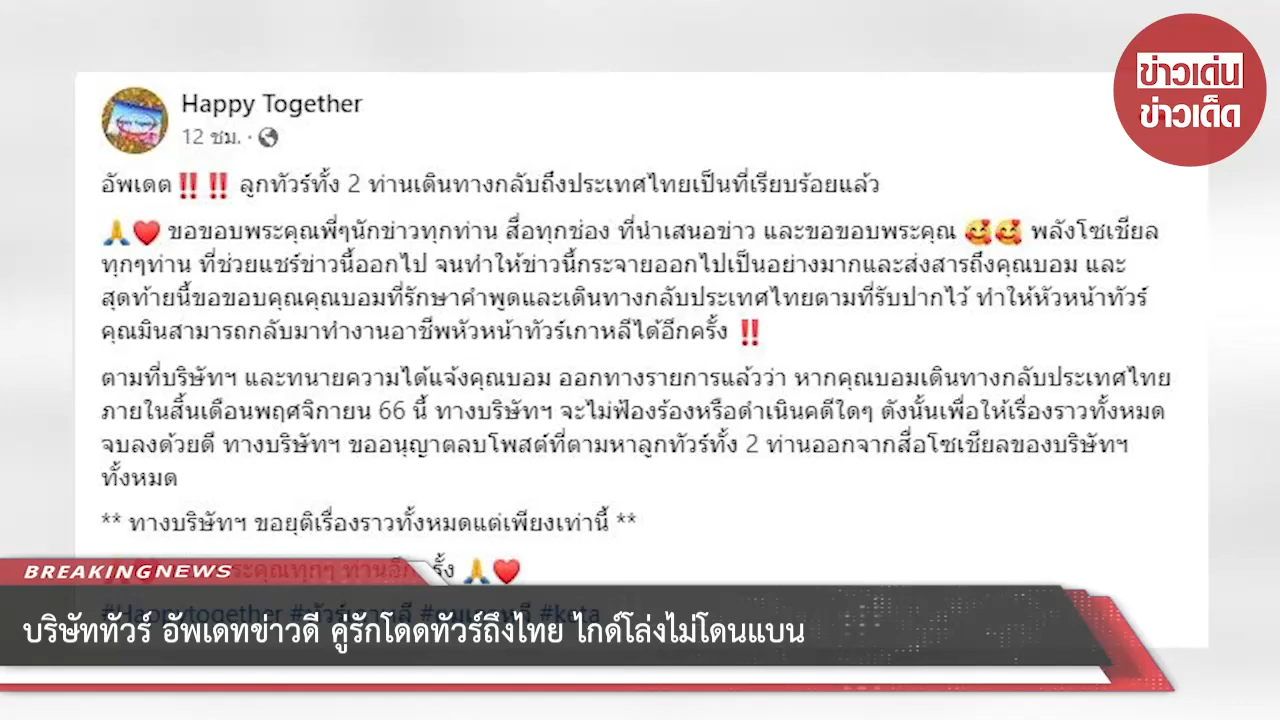 ข่าวเด่น
ข่าวเด็ด
Happy Together
12 ชม. ·
อัพเดต‼️ ‼️ ลูกทัวร์ทั้ง 2 ท่านเดินทางกลับถึงประเทศไทยเป็นที่เรียบร้อยแล้ว
🙏❤️ ขอขอบพระคุณพี่ๆนักข่าวทุกท่าน สื่อทุกช่อง ที่นำเสนอข่าว และขอขอบพระคุณ 🥰🥰 พลังโซเชียล
ทุกๆท่าน ที่ช่วยแชร์ข่าวนี้ออกไป จนทำให้ข่าวนี้กระจายออกไปเป็นอย่างมากและส่งสารถึงคุณบอม และ
สุดท้ายนี้ขอขอบคุณคุณบอมที่รักษาคำพูดและเดินทางกลับประเทศไทยตามที่รับปากไว้ ทำให้หัวหน้าทัวร์
คุณมินสามารถกลับมาทำงานอาชีพหัวหน้าทัวร์เกาหลีได้อีกครั้ง ‼️
ตามที่บริษัทฯ และทนายความได้แจ้งคุณบอม ออกทางรายการแล้วว่า หากคุณบอมเดินทางกลับประเทศไทย
ภายในสิ้นเดือนพฤศจิกายน 66 นี้ ทางบริษัทฯ จะไม่ฟ้องร้องหรือดำเนินคดีใดๆ ดังนั้นเพื่อให้เรื่องราวทั้งหมด
จบลงด้วยดี ทางบริษัทฯ ขออนุญาตลบโพสต์ที่ตามหาลูกทัวร์ทั้ง 2 ท่านออกจากสื่อโซเชียลของบริษัทฯ
ทั้งหมด
** ทางบริษัทฯ ขอยุติเรื่องราวทั้งหมดแต่เพียงเท่านี้ **
ทุกๆ ท่านอีกครั้ง 🙏❤️
#Happytogether
BREAKING NEWS
บริษัททัวร์ อัพเดทข่าวดี คู่รักโดดทัวร์ถึงไทย ไกด์โล่งไม่โดนแบน